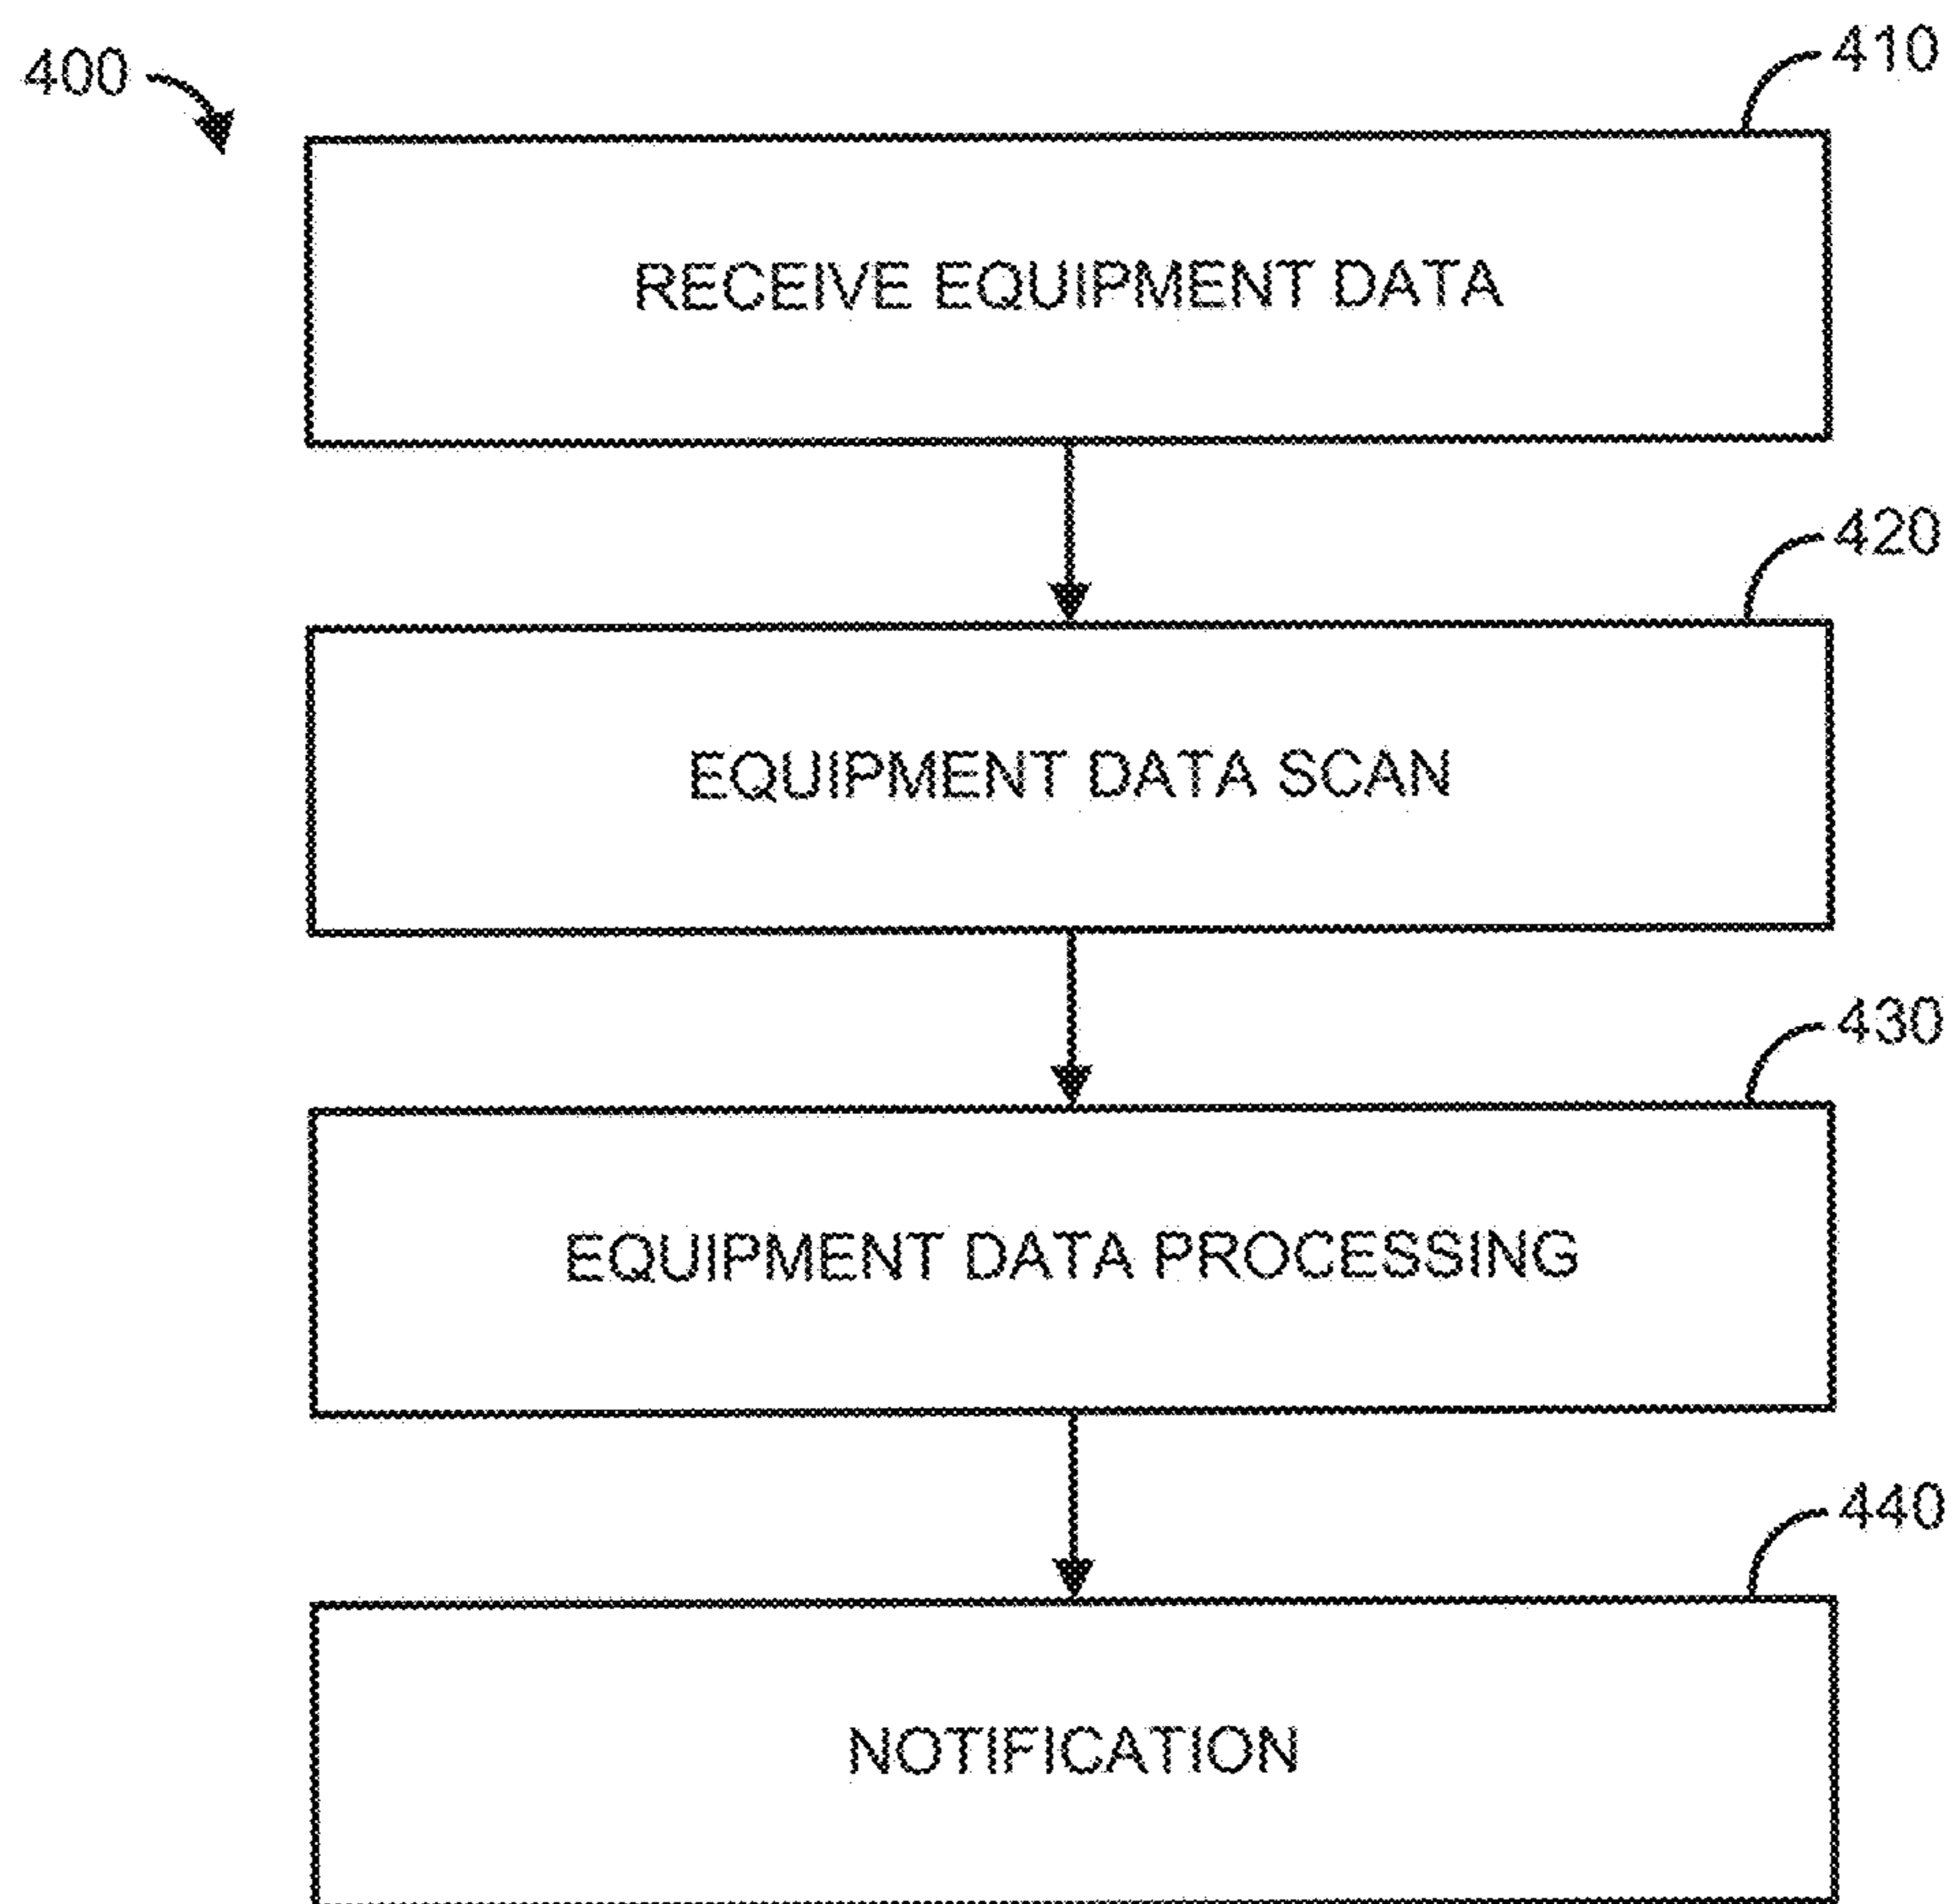 400
410
RECEIVE EQUIPMENT DATA
420
EQUIPMENT DATA SCAN
430
EQUIPMENT DATA PROCESSING
440
NOTIFICATION